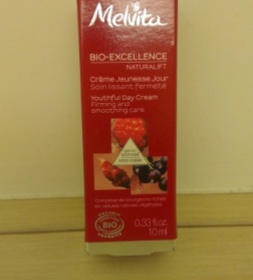 Melvita
BIO-EXCELLENCE
NATURALIFT
Crème Jeunesse Jour
Soin lissant fermeté
Youthful Day Cream
Firming and
smoothing care
BIO
0.33 fl.oz.
10 ml